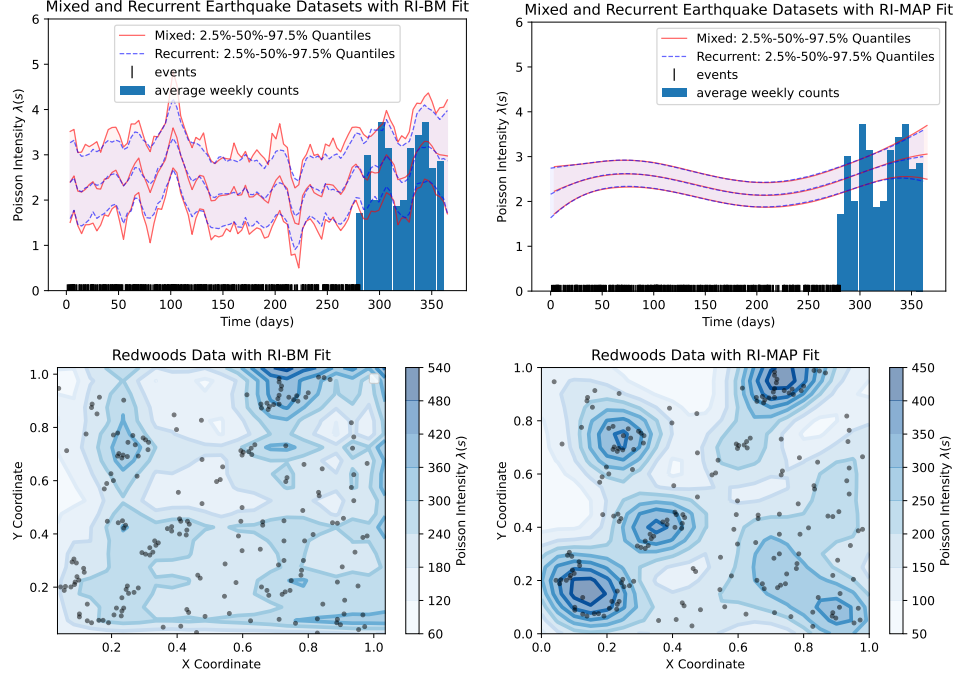 Mixed and Recurrent Earthquake Datasets with RI-BM Fit
Mixed: 2.5%-50%-97.5% Quantiles
Recurrent: 2.5%-50%-97.5% Quantiles
events
average weekly counts
Poisson Intensity λ(s)
6
5
4
3
2
1
0
0 50 100 150 200 250 300 350
Time (days)
Mixed and Recurrent Earthquake Datasets with RI-MAP Fit
Mixed: 2.5%-50%-97.5% Quantiles
Recurrent: 2.5%-50%-97.5% Quantiles
events
average weekly counts
Poisson Intensity λ(s)
6
5
4
3
2
1
0
0 50 100 150 200 250 300 350
Time (days)
Redwoods Data with RI-BM Fit
Y Coordinate
1.0
0.8
0.6
0.4
0.2
0.2 0.4 0.6 0.8 1.0
X Coordinate
540
480
420
360
300
240
180
120
60
Poisson Intensity λ(s)
Redwoods Data with RI-MAP Fit
Y Coordinate
1.0
0.8
0.6
0.4
0.2
0.0
0.0 0.2 0.4 0.6 0.8 1.0
X Coordinate
450
400
350
300
250
200
150
100
50
Poisson Intensity λ(s)